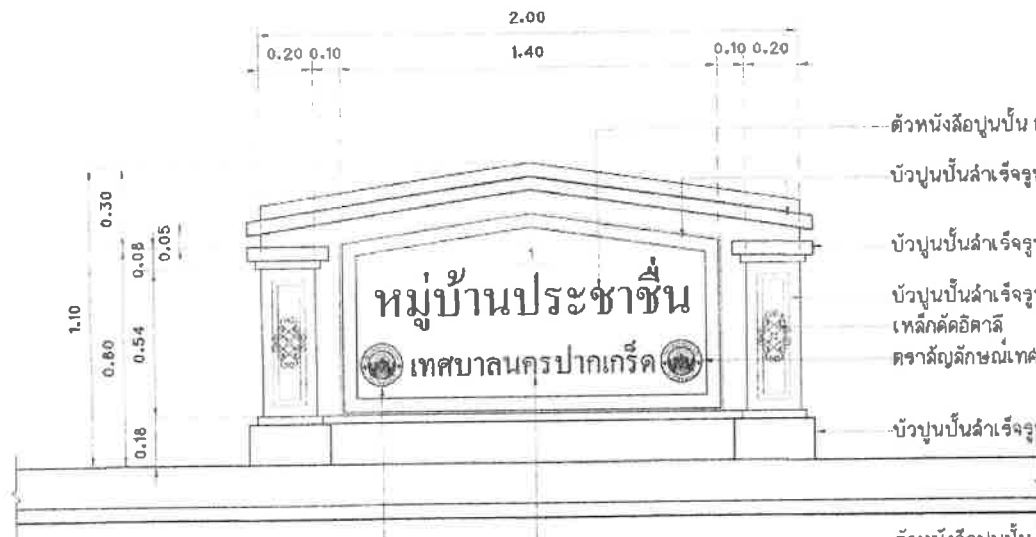 2.00
0.20 0.10 1.40 0.10 0.20
ตัวหนังสือปูนปั้น
บัวปูนปั้นสำเร็จรูป
0.30
0.05
0.08
บัวปูนปั้นสำเร็จรูป
หมู่บ้านประชาชื่น
บัวปูนปั้นสำเร็จรูป
เหล็กดัดอิตาลี
1.10
0.80
0.54
เทศบาลนครปากเกร็ด
ตราสัญลักษณ์เทศ
0.18
บัวปูนปั้นสำเร็จรูป